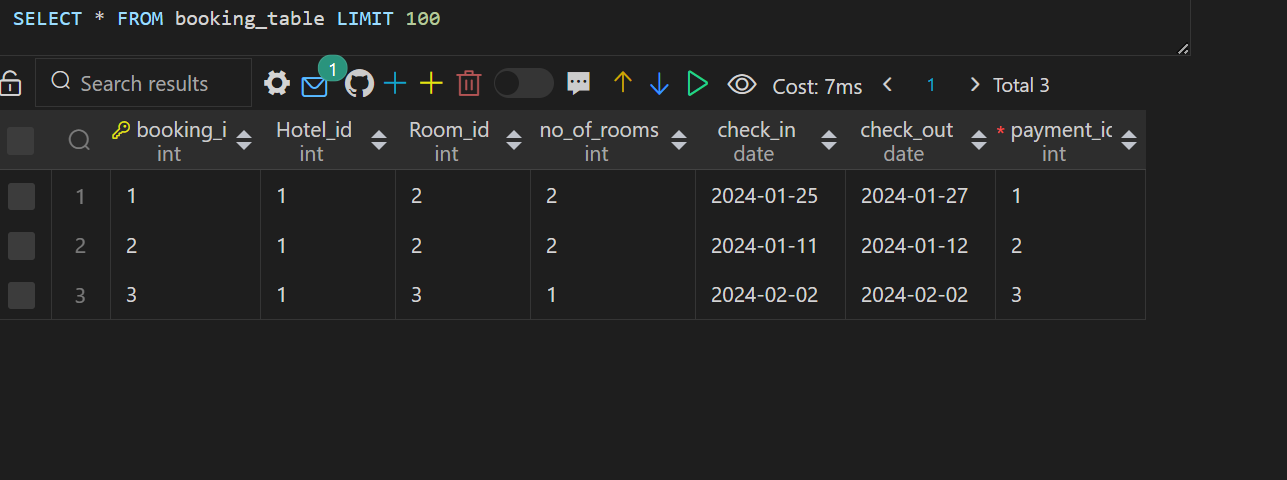 SELECT * FROM booking_table LIMIT 100
Search results 1 Cost: 7ms 1 Total 3
booking_i Hotel_id Room_id no_of_rooms check_in check_out * payment_ic
int int int int date date int
1 1 1 2 2 2024-01-25 2024-01-27 1
2 2 1 2 2 2024-01-11 2024-01-12 2
3 3 1 3 1 2024-02-02 2024-02-02 3